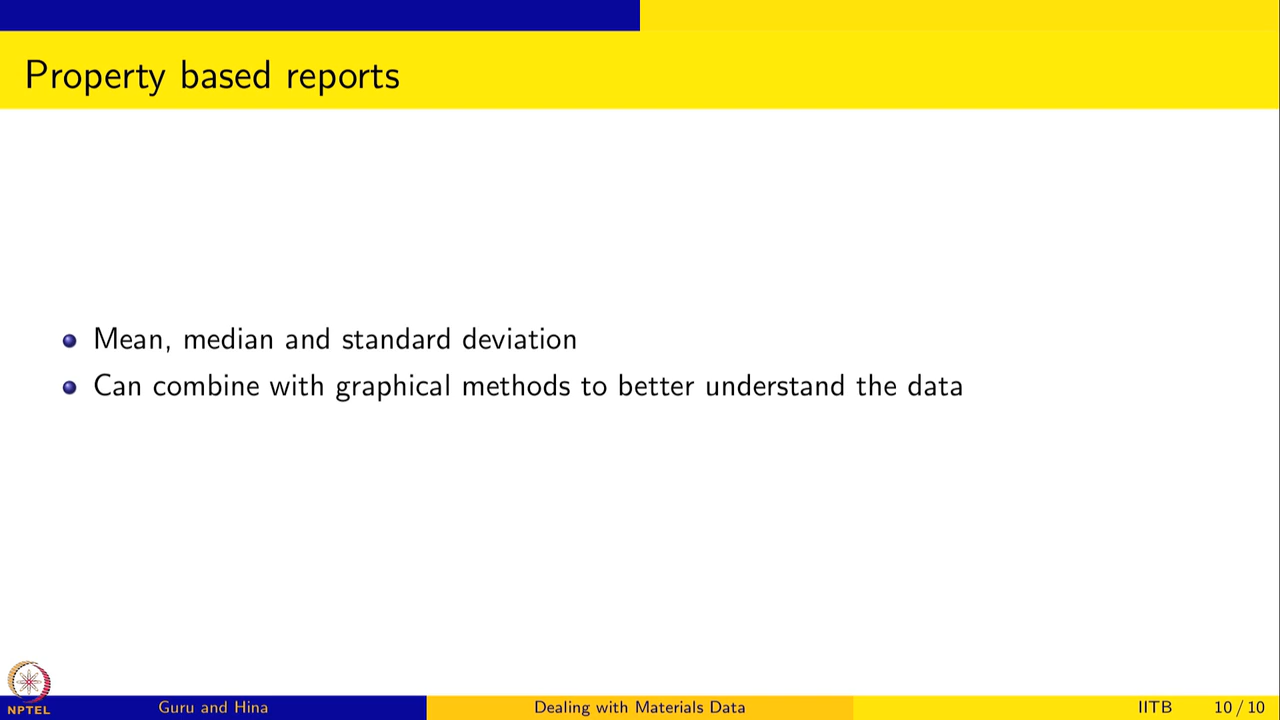 Property based reports
Mean, median and standard deviation
Can combine with graphical methods to better understand the data
NPTEL
Guru and Hina
Dealing with Materials Data
IITB
10 / 10